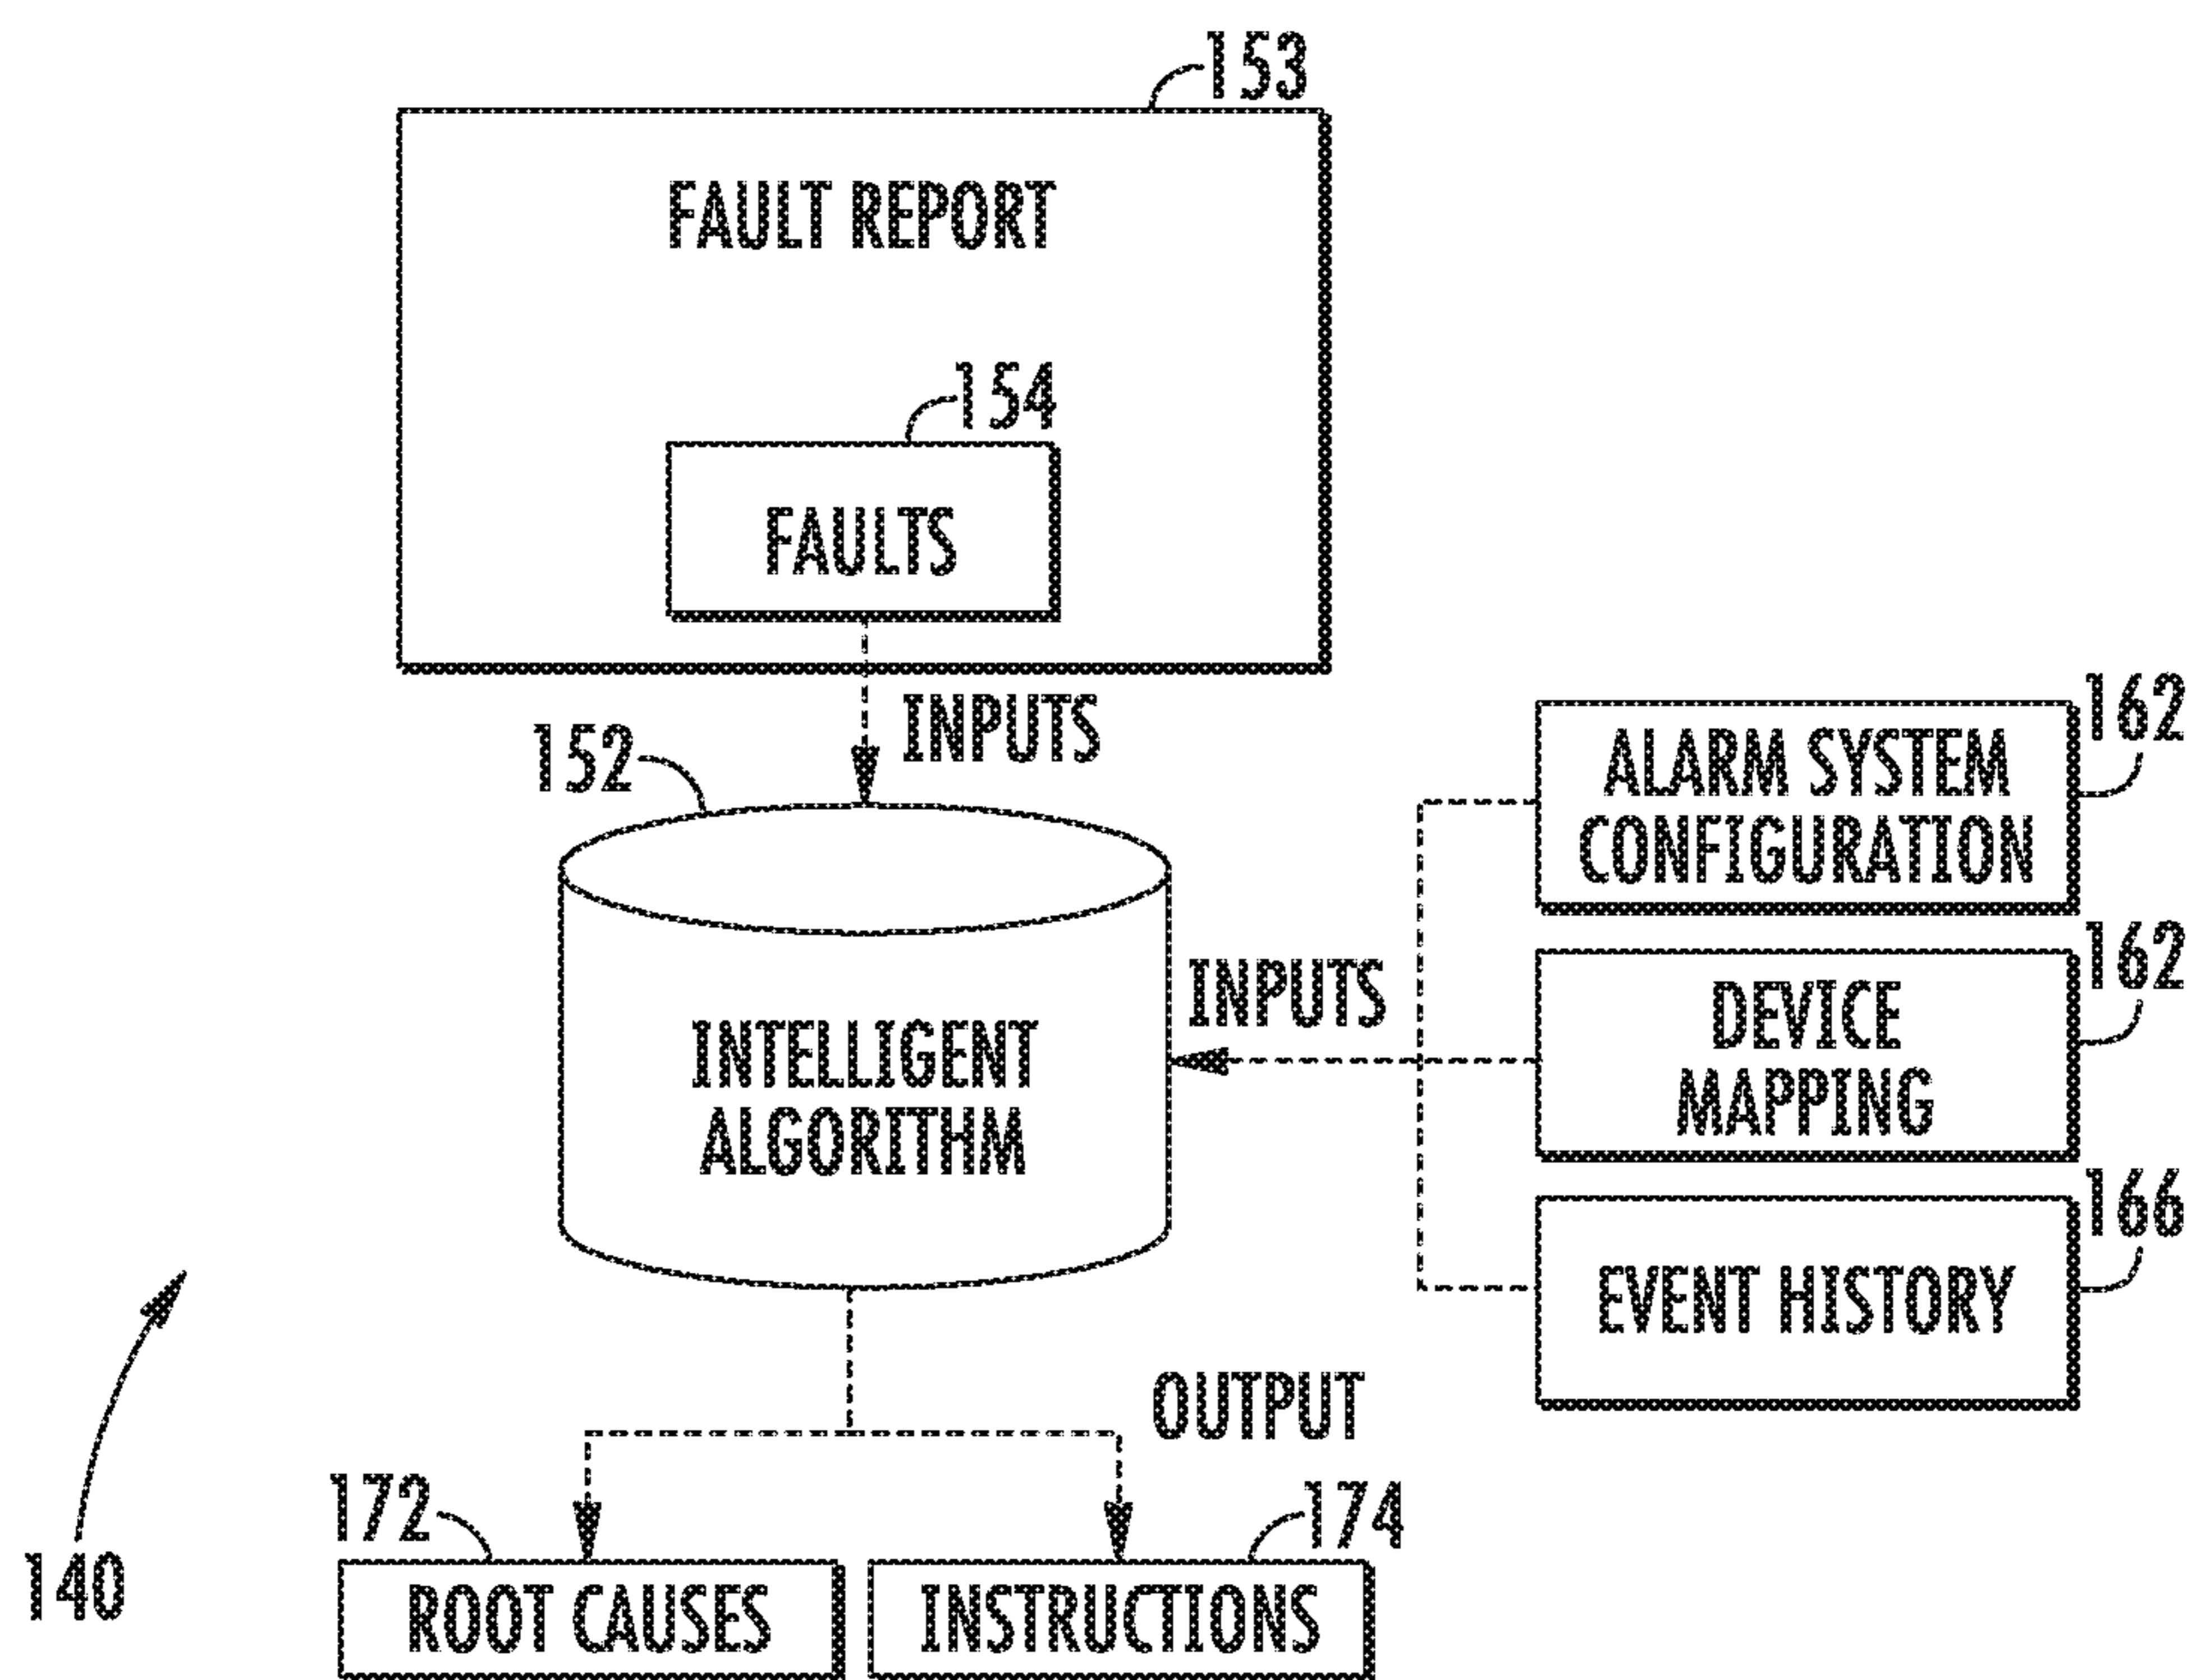 153
FAULT REPORT
154
FAULTS
INPUTS
152
INTELLIGENT
ALGORITHM
INPUTS
162
ALARM SYSTEM
CONFIGURATION
162
DEVICE
MAPPING
166
EVENT HISTORY
OUTPUT
172
ROOT CAUSES
174
INSTRUCTIONS
140